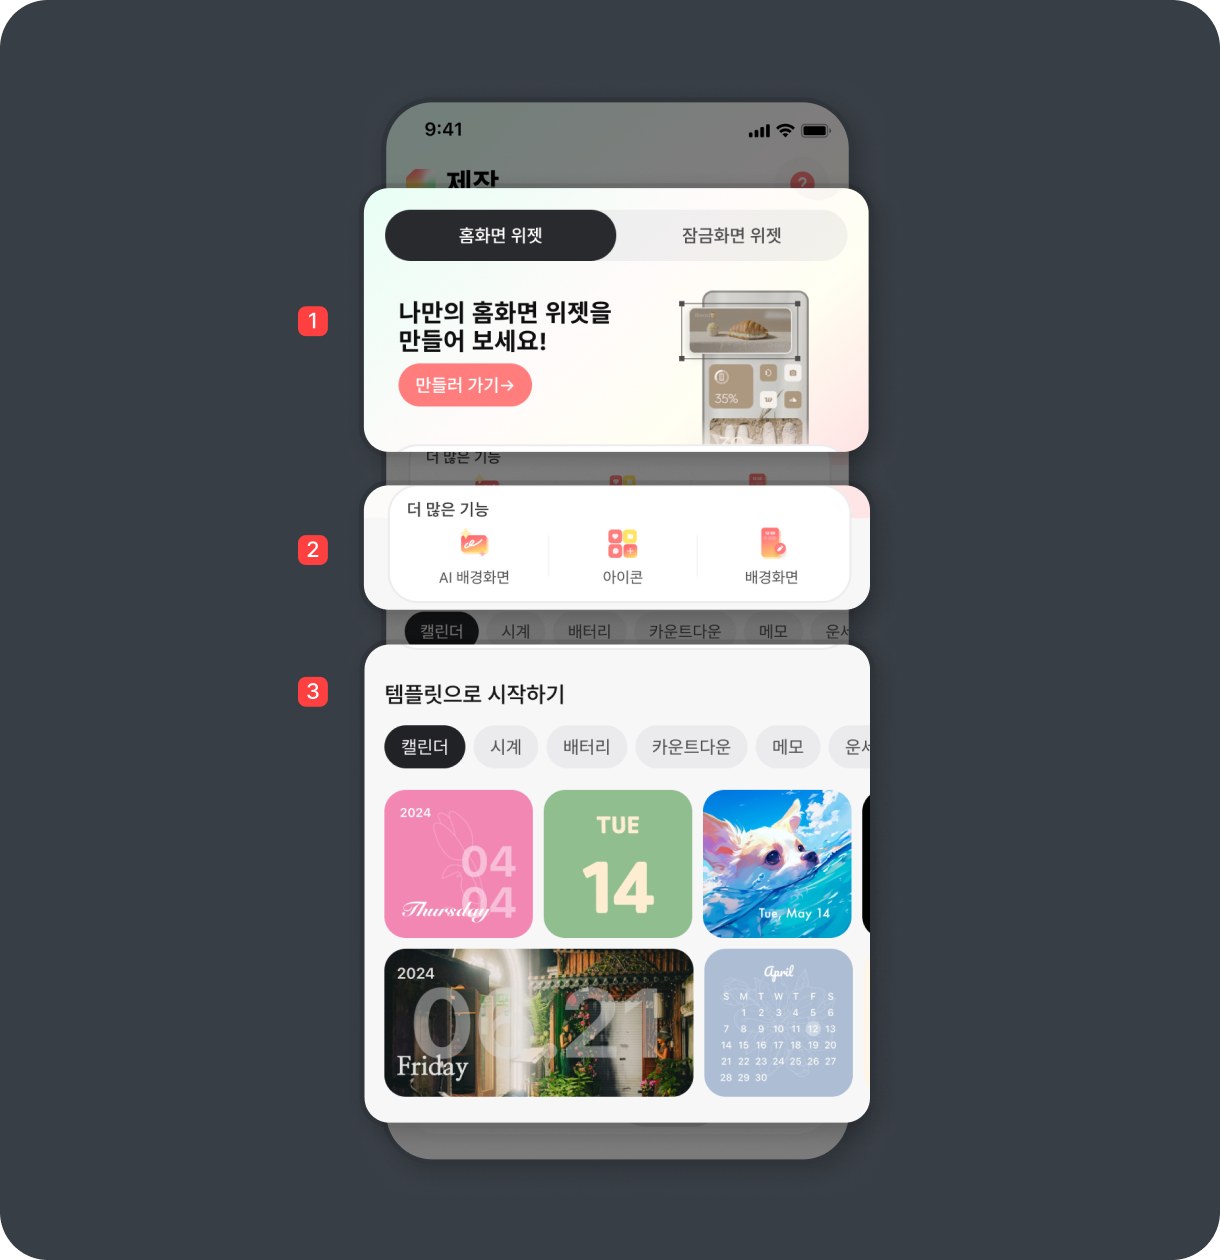 9:41
제작
?
홈화면 위젯
잠금화면 위젯
1
나만의 홈화면 위젯을
만들어 보세요!
만들러 가기→
35%
더 많은 기능
2
더 많은 기능
AI 배경화면
아이콘
배경화면
캘린더
시계
배터리
카운트다운
메모
운세
3
템플릿으로 시작하기
캘린더
시계
배터리
카운트다운
메모
운세
2024
04
04
Thursday
TUE
14
Tue, May 14
2024
06.21
Friday
April
S M T W T F S
1 2 3 4 5 6
7 8 9 10 11 12 13
14 15 16 17 18 19 20
21 22 23 24 25 26 27
28 29 30